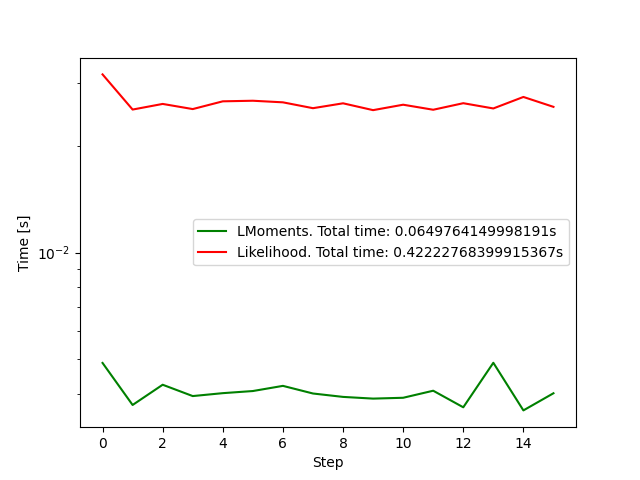 Time [s]
10⁻²
LMoments. Total time: 0.0649764149998191s
Likelihood. Total time: 0.42222768399915367s
0 2 4 6 8 10 12 14
Step